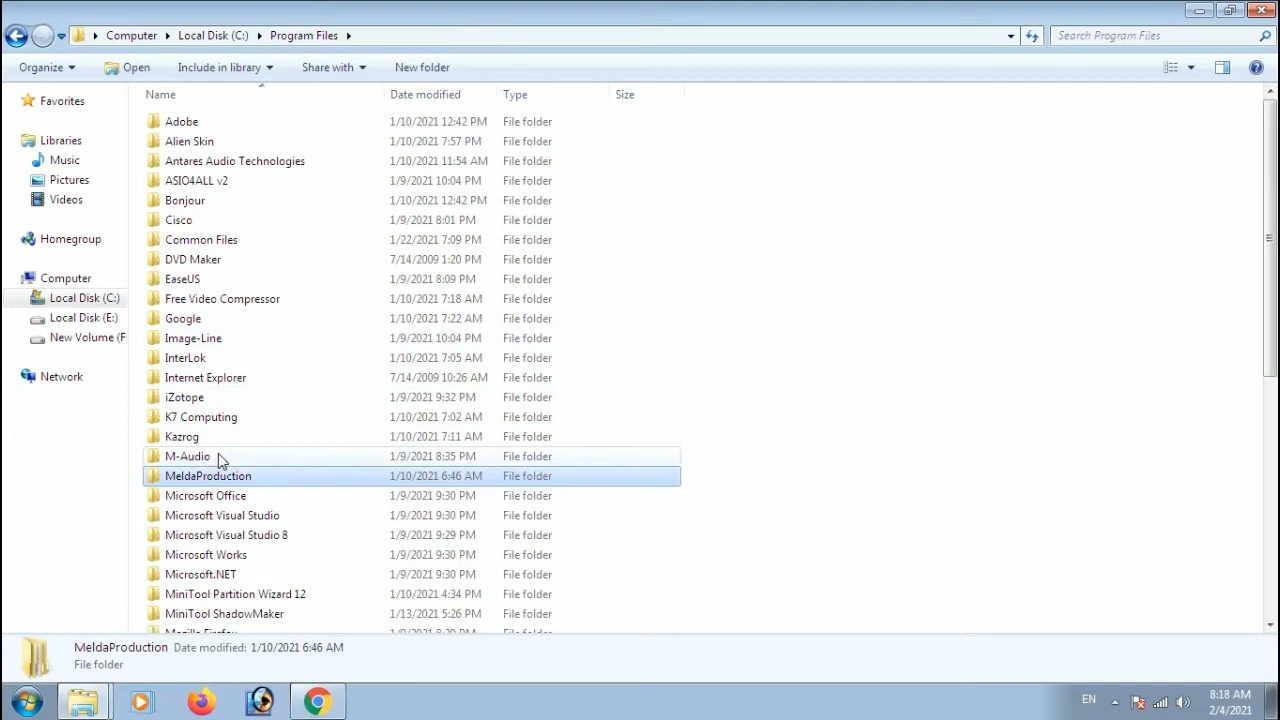 Computer Local Disk (C:) Program Files Search Program Files
Organize Open Include in library Share with New folder
Name Date modified Type Size
Favorites
Libraries
Music
Pictures
Videos
Homegroup
Computer
Local Disk (C:)
Local Disk (E:)
New Volume (F
Network
Adobe 1/10/2021 12:42 PM File folder
Alien Skin 1/10/2021 7:57 PM File folder
Antares Audio Technologies 1/10/2021 11:54 AM File folder
ASIO4ALL v2 1/9/2021 10:04 PM File folder
Bonjour 1/10/2021 12:42 PM File folder
Cisco 1/9/2021 8:01 PM File folder
Common Files 1/22/2021 7:09 PM File folder
DVD Maker 7/14/2009 1:20 PM File folder
EaseUS 1/9/2021 8:09 PM File folder
Free Video Compressor 1/10/2021 7:18 AM File folder
Google 1/10/2021 7:22 AM File folder
Image-Line 1/9/2021 10:04 PM File folder
InterLok 1/10/2021 7:05 AM File folder
Internet Explorer 7/14/2009 10:26 AM File folder
iZotope 1/9/2021 9:32 PM File folder
K7 Computing 1/10/2021 7:02 AM File folder
Kazrog 1/10/2021 7:11 AM File folder
M-Audio 1/9/2021 8:35 PM File folder
MeldaProduction 1/10/2021 6:46 AM File folder
Microsoft Office 1/9/2021 9:30 PM File folder
Microsoft Visual Studio 1/9/2021 9:30 PM File folder
Microsoft Visual Studio 8 1/9/2021 9:29 PM File folder
Microsoft Works 1/9/2021 9:30 PM File folder
Microsoft.NET 1/9/2021 9:30 PM File folder
MiniTool Partition Wizard 12 1/10/2021 4:34 PM File folder
MiniTool ShadowMaker 1/13/2021 5:26 PM File folder
Mozilla Firefox
MeldaProduction Date modified: 1/10/2021 6:46 AM
File folder
EN
8:18 AM
2/4/2021